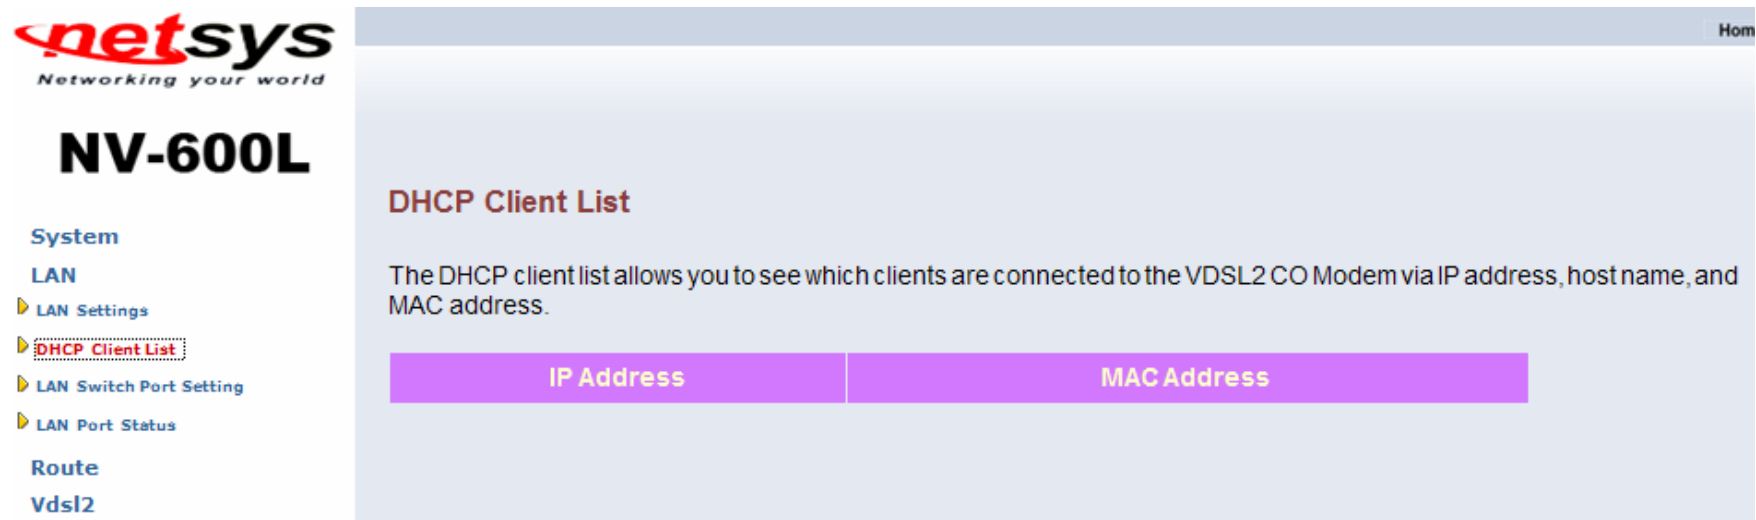 netsys
Networking your world
NV-600L
System
LAN
LAN Settings
DHCP Client List
LAN Switch Port Setting
LAN Port Status
Route
Vdsl2
Hom
DHCP Client List
The DHCP client list allows you to see which clients are connected to the VDSL2 CO Modem via IP address, host name, and
MAC address.
IP Address MAC Address